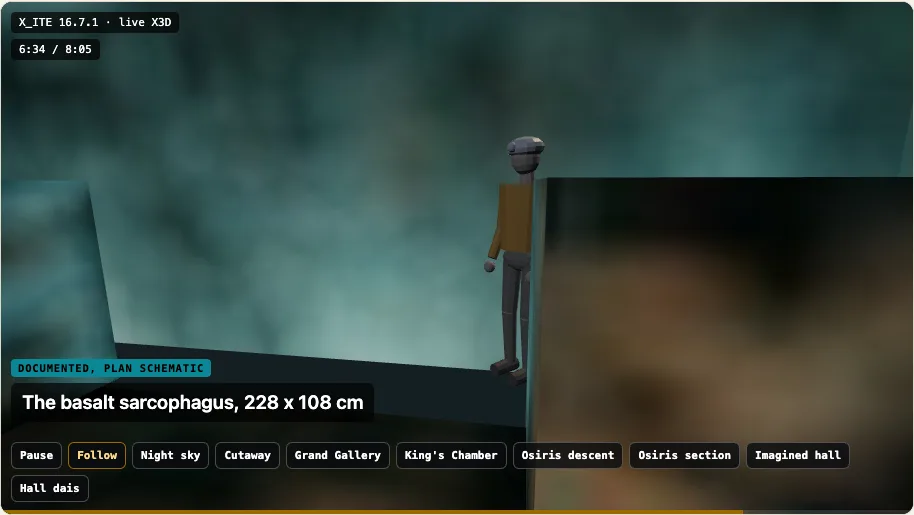 X_ITE 16.7.1 · live X3D
6:34 / 8:05
DOCUMENTED, PLAN SCHEMATIC
The basalt sarcophagus, 228 x 108 cm
Pause Follow Night sky Cutaway Grand Gallery King's Chamber Osiris descent Osiris section Imagined hall
Hall dais